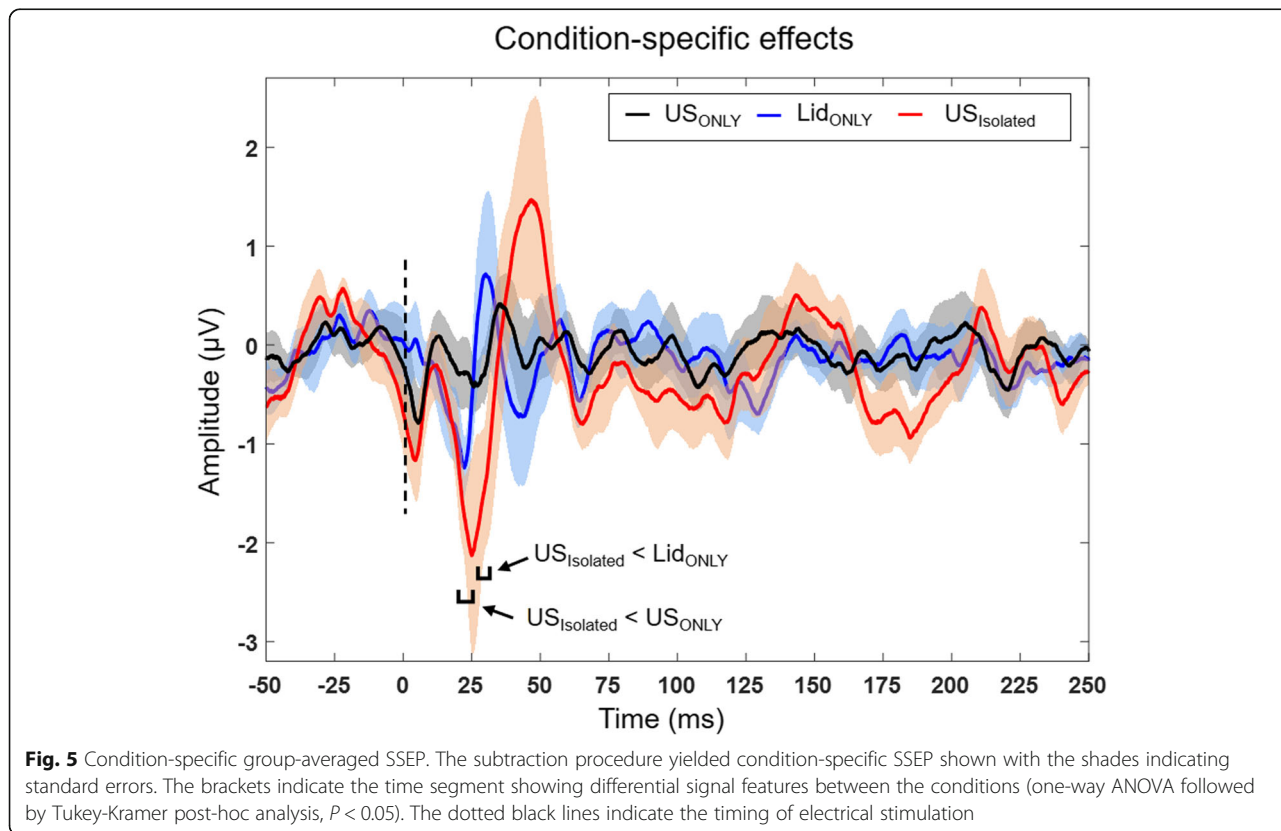 Condition-specific effects
US_ONLY Lid_ONLY US_Isolated
Amplitude (µV)
2
1
0
-1
-2
-3
US_Isolated < Lid_ONLY
US_Isolated < US_ONLY
-50 -25 0 25 50 75 100 125 150 175 200 225 250
Time (ms)
Fig. 5 Condition-specific group-averaged SSEP. The subtraction procedure yielded condition-specific SSEP shown with the shades indicating
standard errors. The brackets indicate the time segment showing differential signal features between the conditions (one-way ANOVA followed
by Tukey-Kramer post-hoc analysis, P < 0.05). The dotted black lines indicate the timing of electrical stimulation